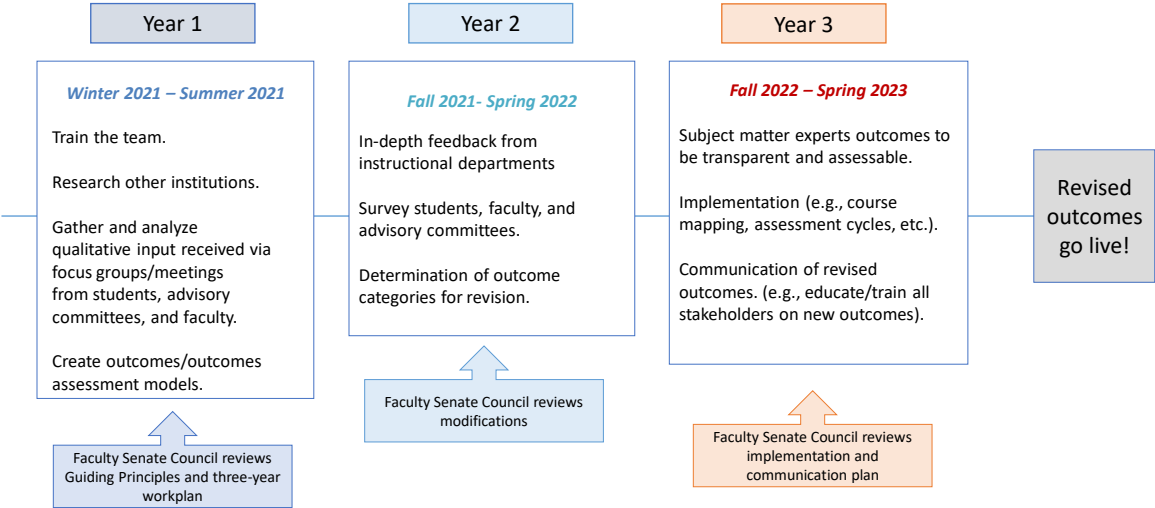 Year 1
Winter 2021 – Summer 2021
Train the team.
Research other institutions.
Gather and analyze
qualitative input received via
focus groups/meetings
from students, advisory
committees, and faculty.
Create outcomes/outcomes
assessment models.
Faculty Senate Council reviews
Guiding Principles and three-year
workplan
Year 2
Fall 2021- Spring 2022
In-depth feedback from
instructional departments
Survey students, faculty, and
advisory committees.
Determination of outcome
categories for revision.
Faculty Senate Council reviews
modifications
Year 3
Fall 2022 – Spring 2023
Subject matter experts outcomes to
be transparent and assessable.
Implementation (e.g., course
mapping, assessment cycles, etc.).
Communication of revised
outcomes. (e.g., educate/train all
stakeholders on new outcomes).
Faculty Senate Council reviews
implementation and
communication plan
Revised
outcomes
go live!